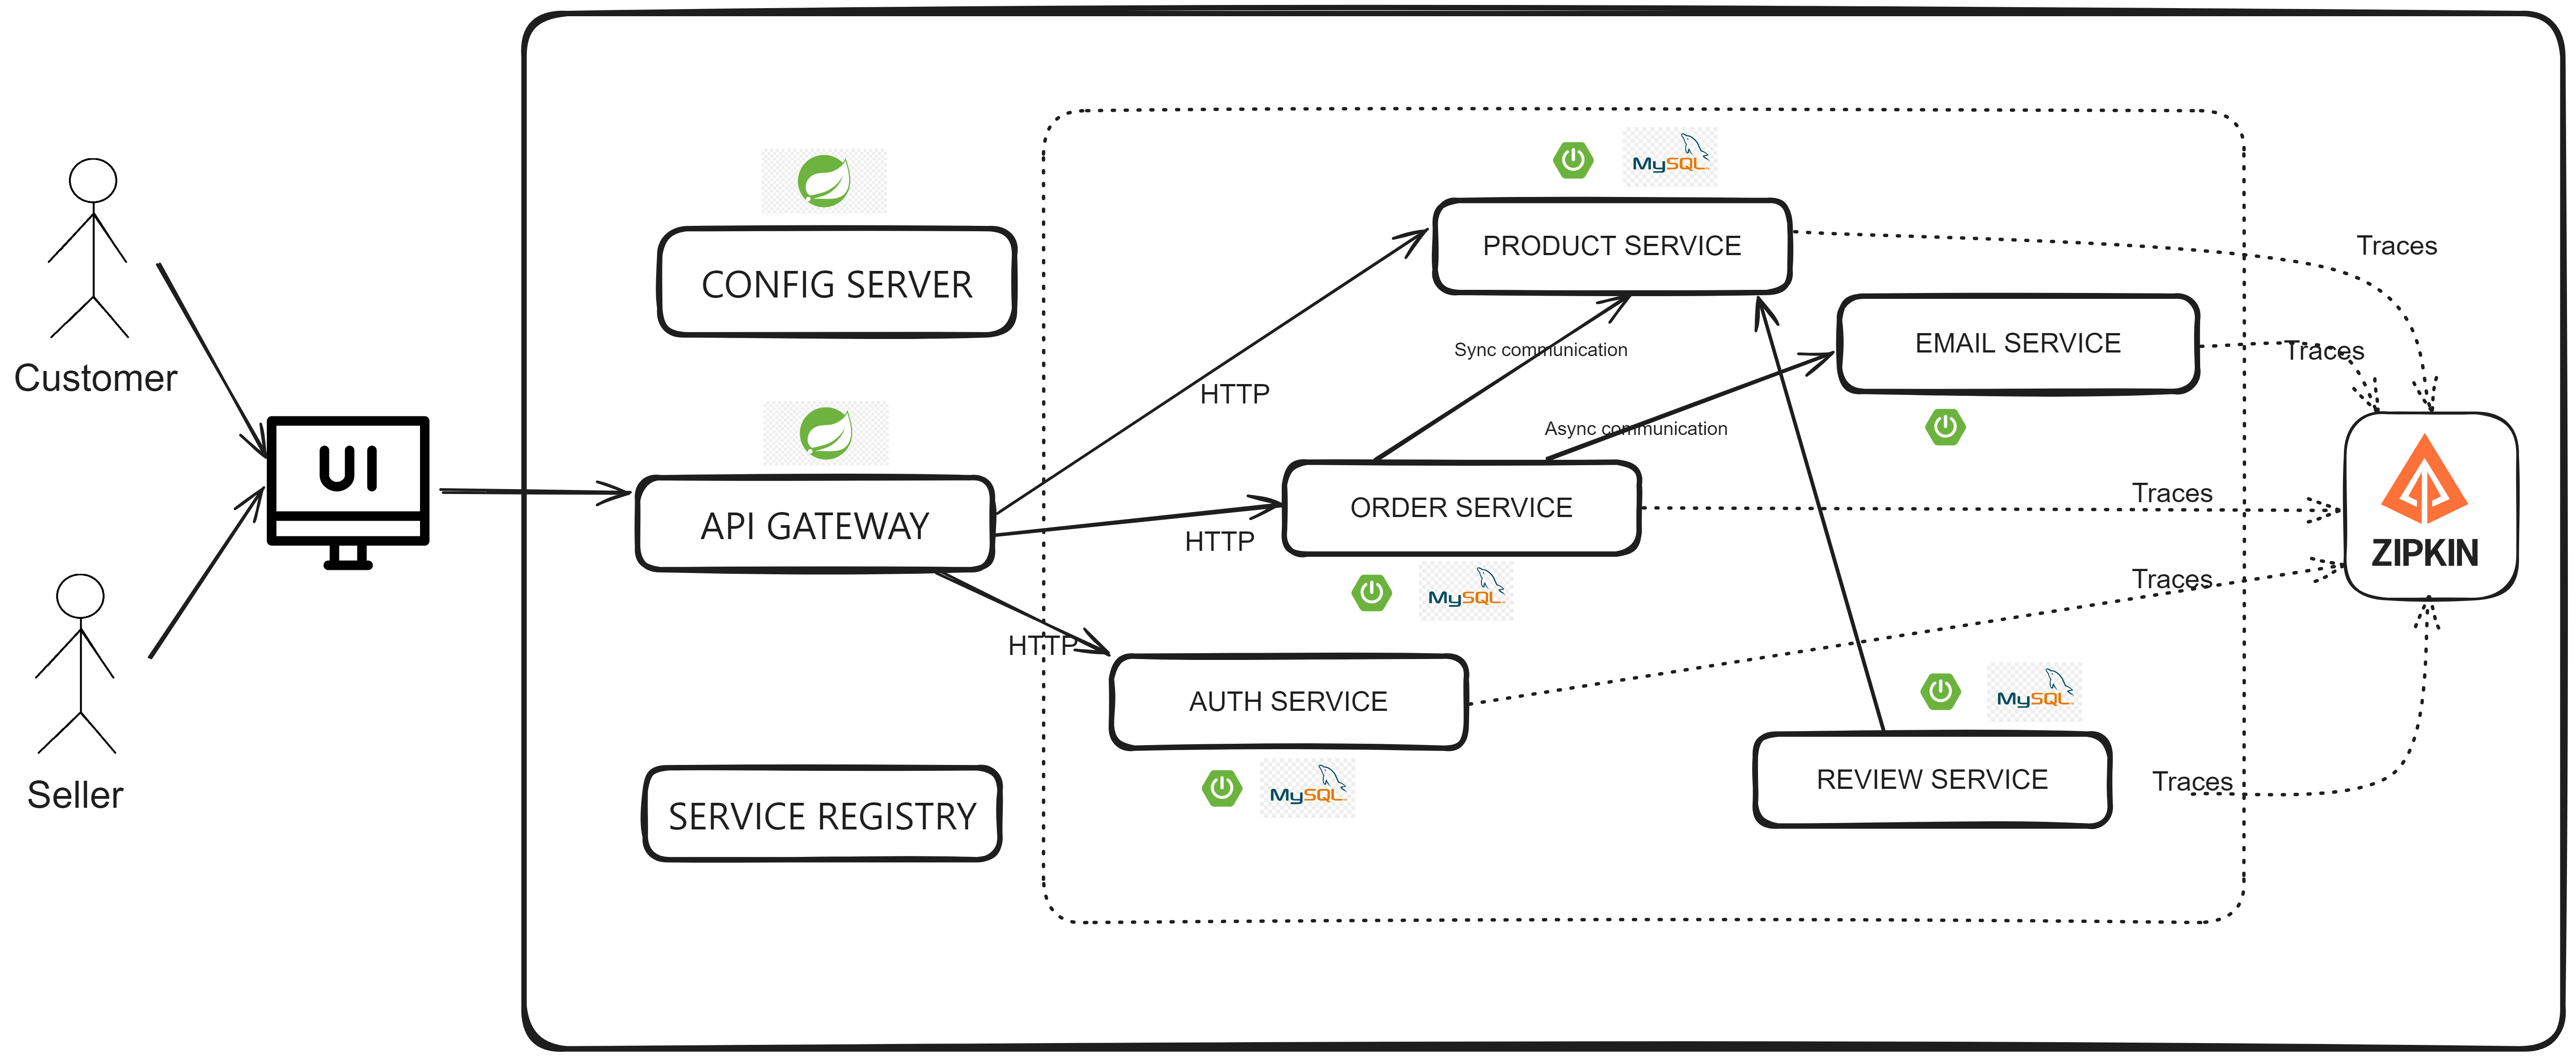 Customer
Seller
UI
CONFIG SERVER
API GATEWAY
SERVICE REGISTRY
HTTP
HTTP
HTTP
MySQL
PRODUCT SERVICE
Sync communication
Async communication
EMAIL SERVICE
ORDER SERVICE
MySQL
AUTH SERVICE
MySQL
MySQL
REVIEW SERVICE
Traces
Traces
Traces
Traces
Traces
ZIPKIN